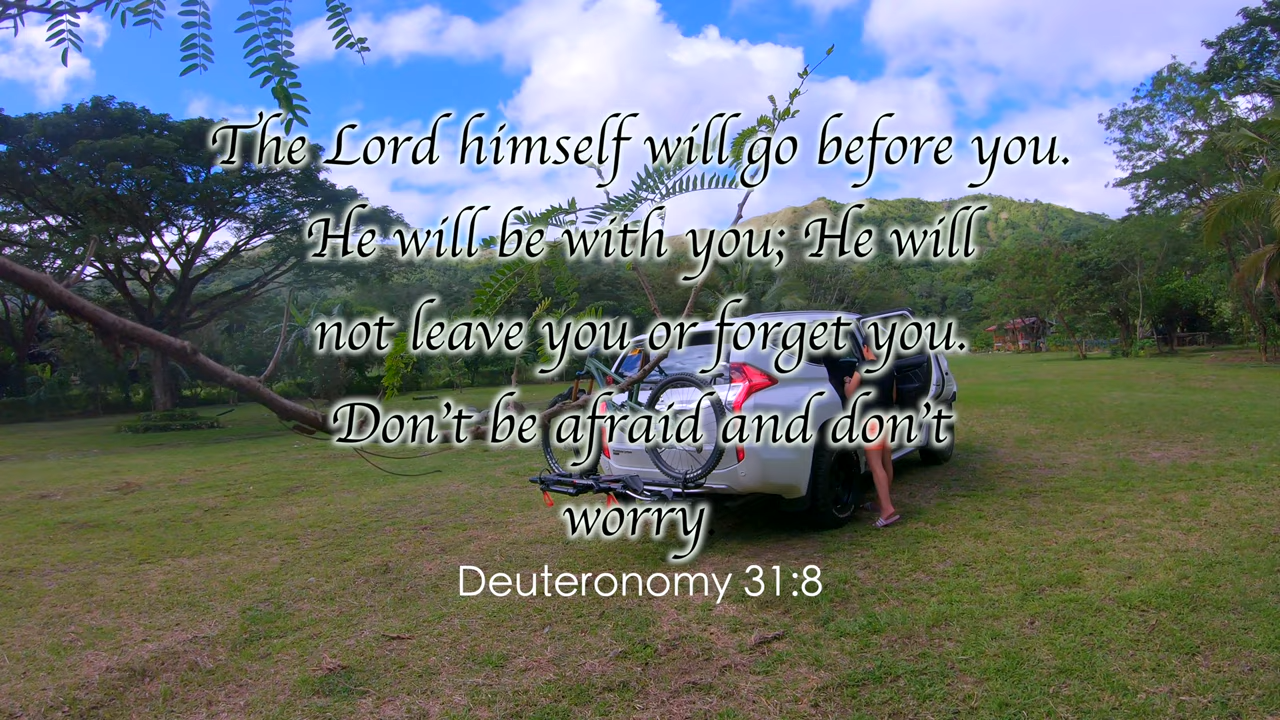 The Lord himself will go before you.
He will be with you; He will
not leave you or forget you.
Don't be afraid and don't
worry
Deuteronomy 31:8